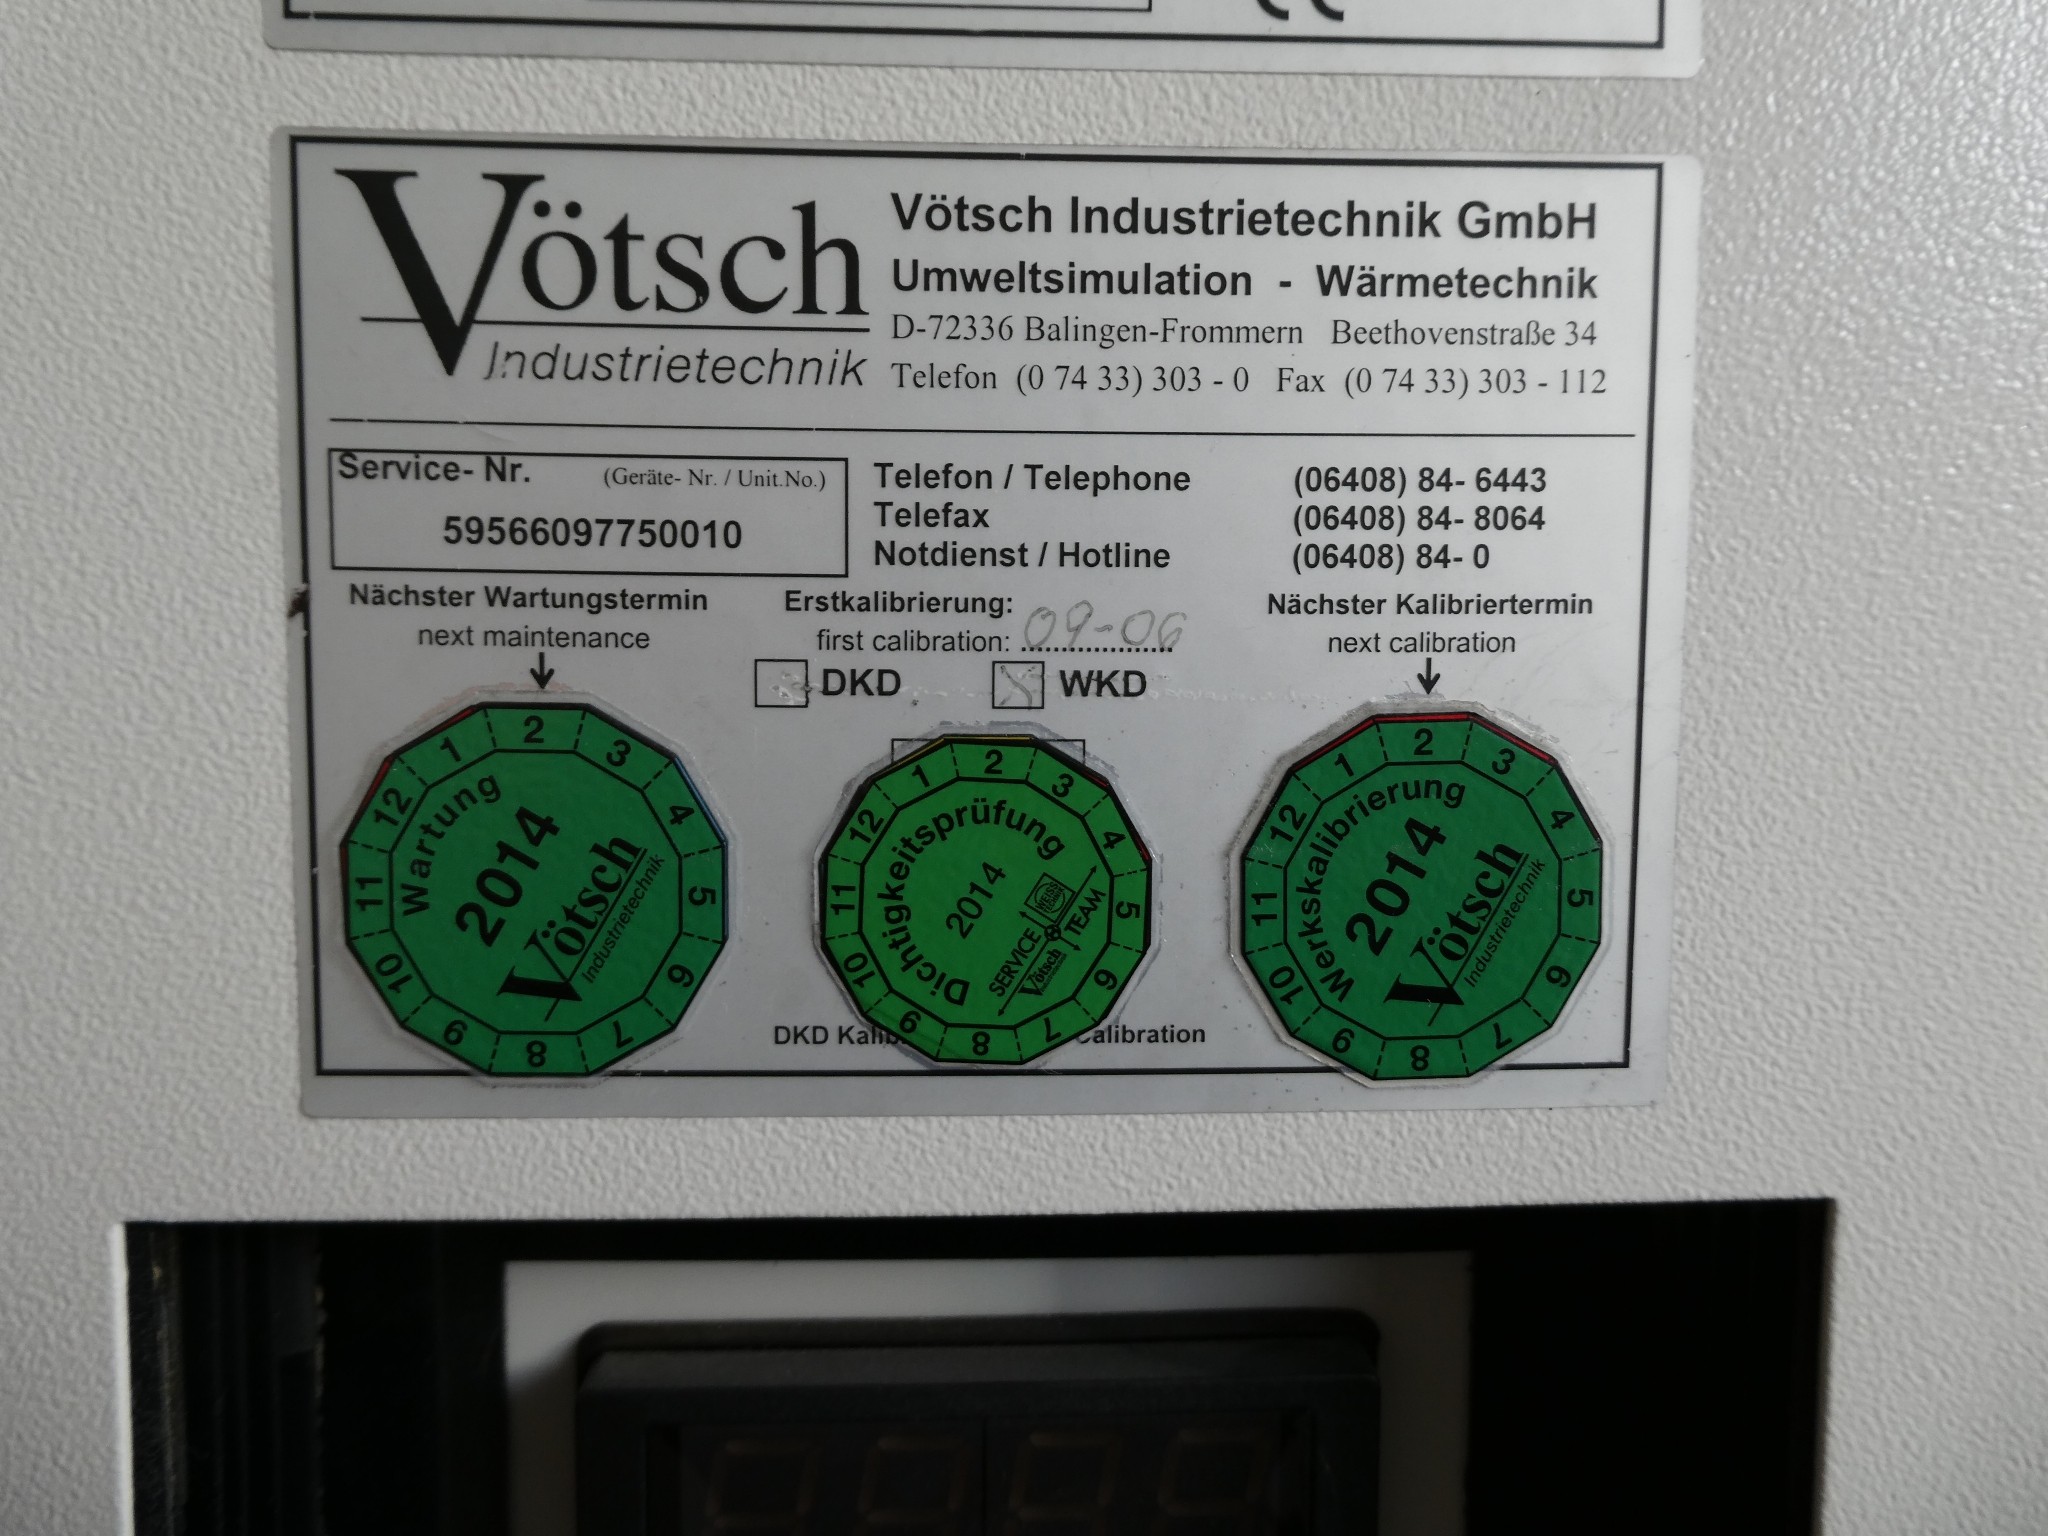 Vötsch
Industrietechnik
Vötsch Industrietechnik GmbH
Umweltsimulation - Wärmetechnik
D-72336 Balingen-Frommern Beethovenstraße 34
Telefon (0 74 33) 303 - 0 Fax (0 74 33) 303 - 112
Service- Nr. (Geräte- Nr. / Unit.No.)
59566097750010
Telefon / Telephone (06408) 84- 6443
Telefax (06408) 84- 8064
Notdienst / Hotline (06408) 84- 0
Nächster Wartungstermin
next maintenance
Erstkalibrierung:
first calibration: 09-06
DKD WKD
Nächster Kalibriertermin
next calibration
1 2 3 4 5 6 7 8 9 10 11 12
Wartung
2014
Vötsch
Industrietechnik
1 2 3 4 5 6 7 8 9 10 11 12
Dichtigkeitsprüfung
2014
SERVICE TEAM
WEISS
Vötsch
1 2 3 4 5 6 7 8 9 10 11 12
Werkskalibrierung
2014
Vötsch
Industrietechnik
DKD Calibration